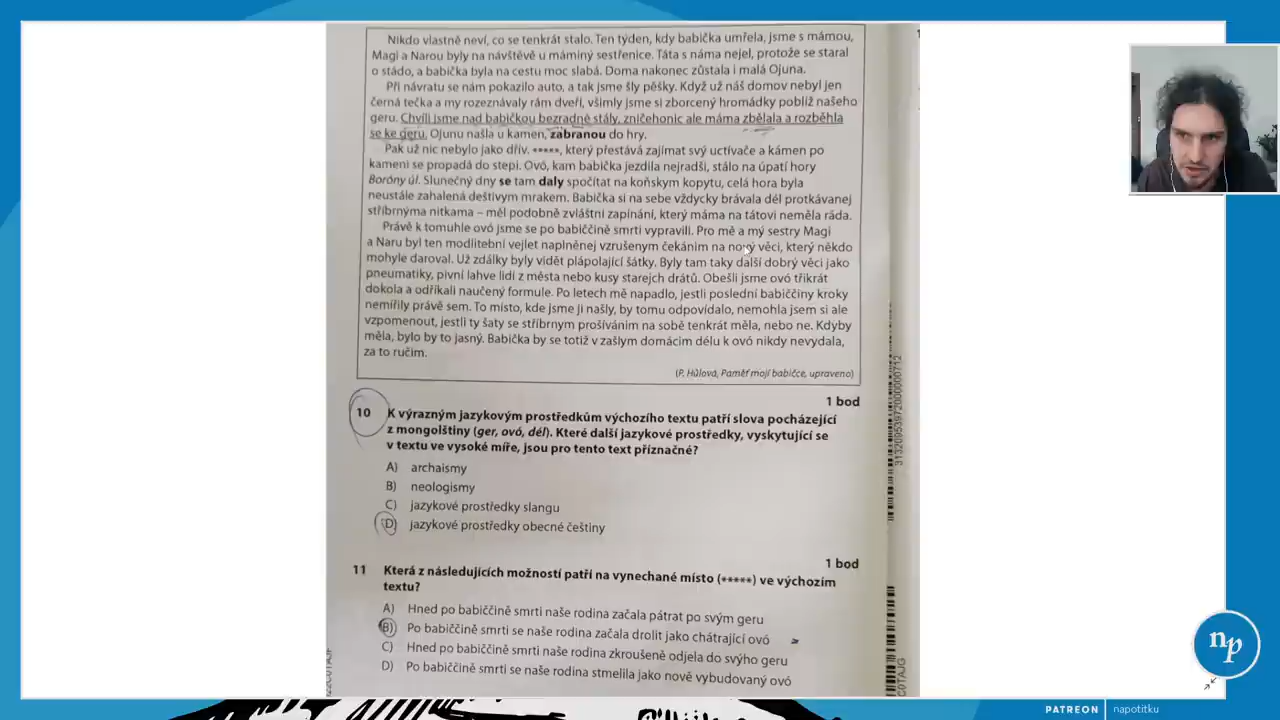 Nikdo vlastně neví, co se tenkrát stalo. Ten týden, kdy babička umřela, jsme s mámou,
Magi a Narou byly na návštěvě u máminý sestřenice. Táta s náma nejel, protože se staral
o stádo, a babička byla na cestu moc slabá. Doma nakonec zůstala i malá Ojuna.
Při návratu se nám pokazilo auto, a tak jsme šly pěšky. Když už náš domov nebyl jen
černá tečka a my rozeznávaly rám dveří, všimly jsme si zborcený hromádky poblíž našeho
geru. Chvíli jsme nad babičkou bezradně stály, zničehonic ale máma zbělala a rozběhla
se ke geru. Ojunu našla u kamen, zabranou do hry.
Pak už nic nebylo jako dřív. *****, který přestává zajímat svý uctívače a kámen po
kameni se propadá do stepi. Ovó, kam babička jezdila nejradši, stálo na úpatí hory
Boróny úl. Slunečný dny se tam daly spočítat na koňskym kopytu, celá hora byla
neustále zahalená deštivym mrakem. Babička si na sebe vždycky brávala dél protkávanej
stříbrnýma nitkama – měl podobně zvláštní zapínání, který máma na tátovi neměla ráda.
Právě k tomuhle ovó jsme se po babiččině smrti vypravili. Pro mě a mý sestry Magi
a Naru byl ten modlitební vejlet naplněnej vzrušenym čekánim na nový věci, který někdo
mohyle daroval. Už zdálky byly vidět plápolající šátky. Byly tam taky další dobrý věci jako
pneumatiky, pivní lahve lidí z města nebo kusy starejch drátů. Obešli jsme ovó třikrát
dokola a odříkali naučený formule. Po letech mě napadlo, jestli poslední babiččiny kroky
nemířily právě sem. To místo, kde jsme ji našly, by tomu odpovídalo, nemohla jsem si ale
vzpomenout, jestli ty šaty se stříbrnym prošíváním na sobě tenkrát měla, nebo ne. Kdyby
měla, bylo by to jasný. Babička by se totiž v zašlym domácim délu k ovó nikdy nevydala,
za to ručim.
(P. Hůlová, Paměť mojí babičce, upraveno)
1 bod
10 K výrazným jazykovým prostředkům výchozího textu patří slova pocházející
z mongolštiny (ger, ovó, dél). Které další jazykové prostředky, vyskytující se
v textu ve vysoké míře, jsou pro tento text příznačné?
A) archaismy
B) neologismy
C) jazykové prostředky slangu
D) jazykové prostředky obecné češtiny
1 bod
11 Která z následujících možností patří na vynechané místo (*****) ve výchozím
textu?
A) Hned po babiččině smrti naše rodina začala pátrat po svým geru
B) Po babiččině smrti se naše rodina začala drolit jako chátrající ovó
C) Hned po babiččině smrti naše rodina zkroušeně odjela do svýho geru
D) Po babiččině smrti se naše rodina stmelila jako nově vybudovaný ovó
np
PATREON | napotitku